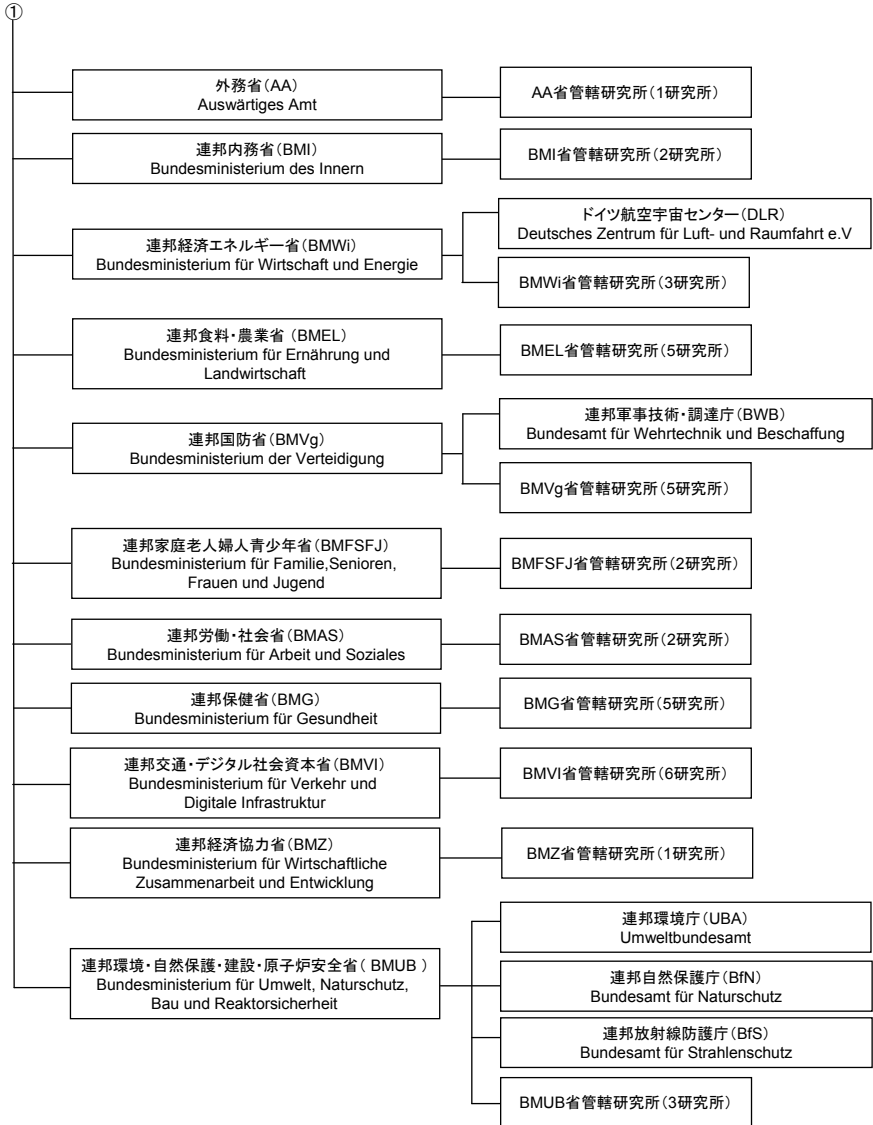 ①
外務省(AA)
Auswärtiges Amt
AA省管轄研究所(1研究所)
連邦内務省(BMI)
Bundesministerium des Innern
BMI省管轄研究所(2研究所)
連邦経済エネルギー省(BMWi)
Bundesministerium für Wirtschaft und Energie
ドイツ航空宇宙センター(DLR)
Deutsches Zentrum für Luft- und Raumfahrt e.V
BMWi省管轄研究所(3研究所)
連邦食料・農業省 (BMEL)
Bundesministerium für Ernährung und
Landwirtschaft
BMEL省管轄研究所(5研究所)
連邦国防省(BMVg)
Bundesministerium der Verteidigung
連邦軍事技術・調達庁(BWB)
Bundesamt für Wehrtechnik und Beschaffung
BMVg省管轄研究所(5研究所)
連邦家庭老人婦人青少年省(BMFSFJ)
Bundesministerium für Familie,Senioren,
Frauen und Jugend
BMFSFJ省管轄研究所(2研究所)
連邦労働・社会省(BMAS)
Bundesministerium für Arbeit und Soziales
BMAS省管轄研究所(2研究所)
連邦保健省(BMG)
Bundesministerium für Gesundheit
BMG省管轄研究所(5研究所)
連邦交通・デジタル社会資本省(BMVI)
Bundesministerium für Verkehr und
Digitale Infrastruktur
BMVI省管轄研究所(6研究所)
連邦経済協力省(BMZ)
Bundesministerium für Wirtschaftliche
Zusammenarbeit und Entwicklung
BMZ省管轄研究所(1研究所)
連邦環境・自然保護・建設・原子炉安全省( BMUB )
Bundesministerium für Umwelt, Naturschutz,
Bau und Reaktorsicherheit
連邦環境庁(UBA)
Umweltbundesamt
連邦自然保護庁(BfN)
Bundesamt für Naturschutz
連邦放射線防護庁(BfS)
Bundesamt für Strahlenschutz
BMUB省管轄研究所(3研究所)